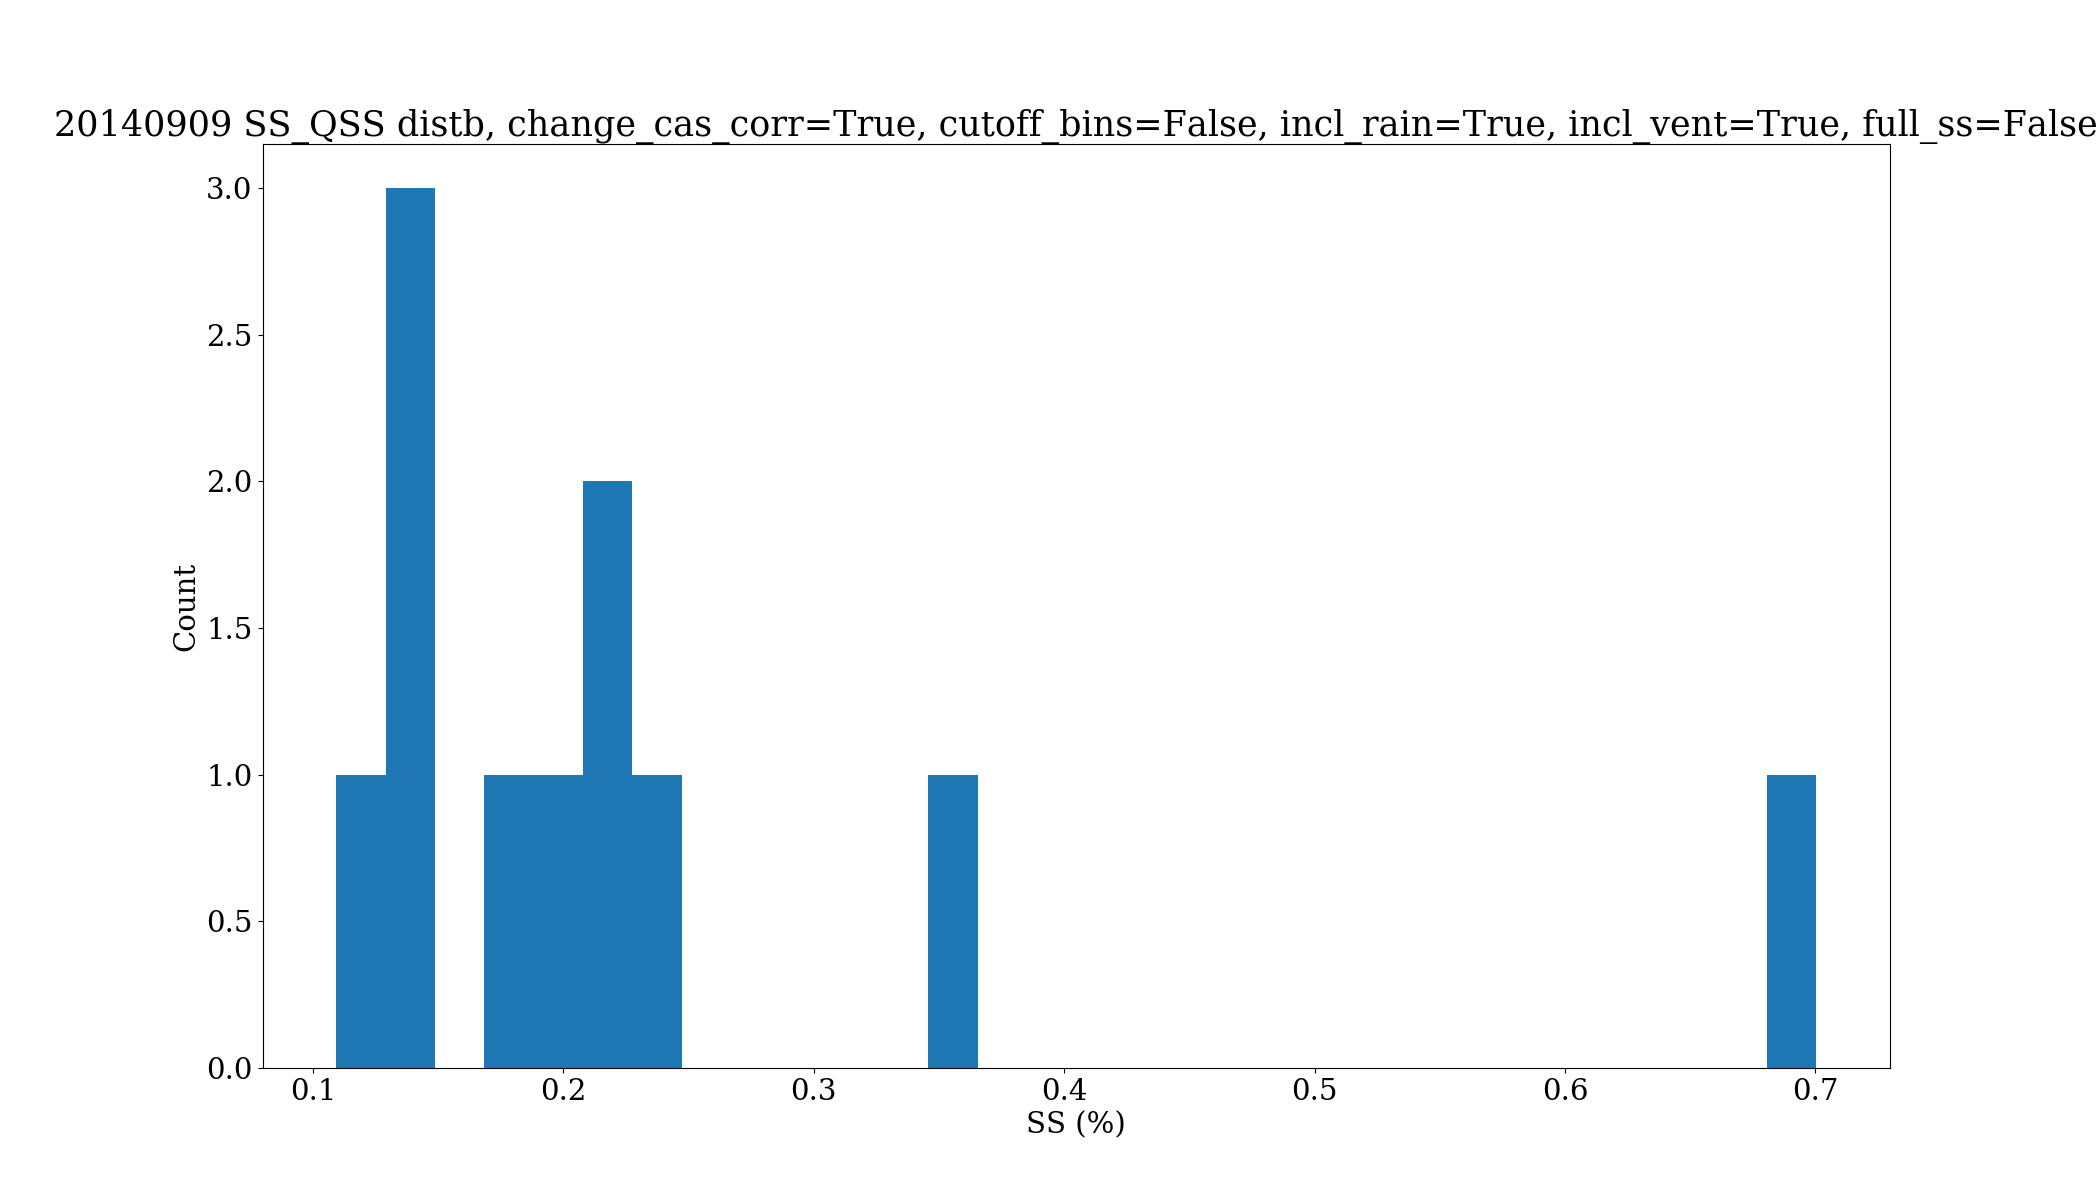 20140909 SS_QSS distb, change_cas_corr=True, cutoff_bins=False, incl_rain=True, incl_vent=True, full_ss=False
3.0
2.5
2.0
1.5
1.0
0.5
0.0
Count
0.1 0.2 0.3 0.4 0.5 0.6 0.7
SS (%)